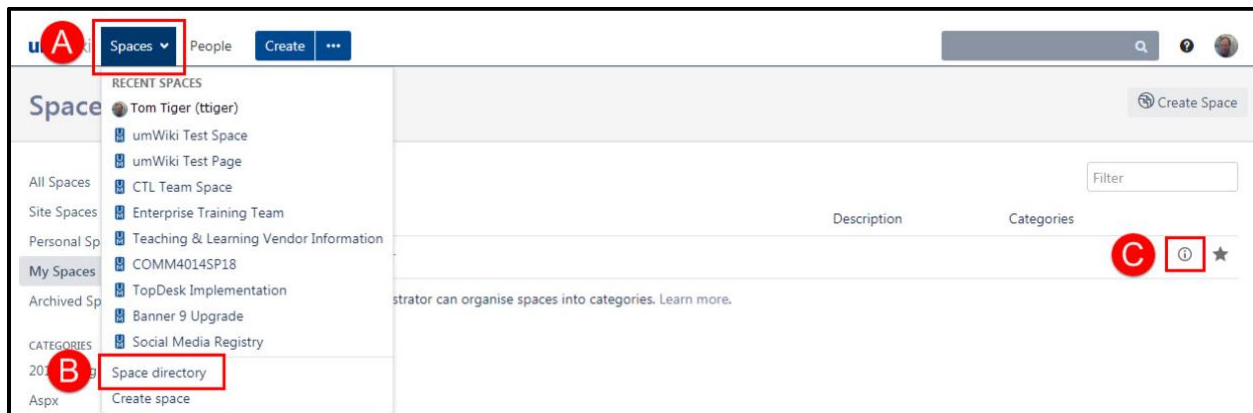 A
Spaces
People
Create
•••
RECENT SPACES
Space
Tom Tiger (ttiger)
Create Space
umWiki Test Space
umWiki Test Page
All Spaces
CTL Team Space
Filter
Site Spaces
Enterprise Training Team
Description
Categories
Personal Sp
Teaching & Learning Vendor Information
C
My Spaces
COMM4014SP18
Archived Sp
TopDesk Implementation
strator can organise spaces into categories. Learn more.
Banner 9 Upgrade
CATEGORIES
Social Media Registry
B
Space directory
Aspx
Create space